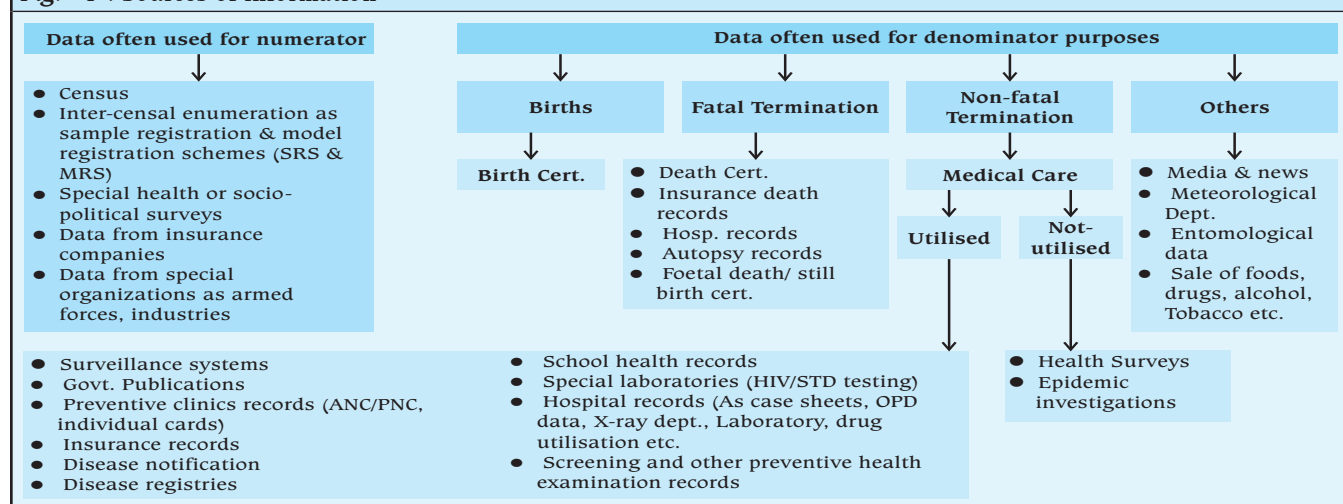 Data often used for numerator
● Census
● Inter-censal enumeration as
sample registration & model
registration schemes (SRS &
MRS)
● Special health or socio-
political surveys
● Data from insurance
companies
● Data from special
organizations as armed
forces, industries
Data often used for denominator purposes
Births
Birth Cert.
Fatal Termination
● Death Cert.
● Insurance death
records
● Hosp. records
● Autopsy records
● Foetal death/ still
birth cert.
Non-fatal
Termination
Medical Care
Utilised
Not-
utilised
Others
● Media & news
● Meteorological
Dept.
● Entomological
data
● Sale of foods,
drugs, alcohol,
Tobacco etc.
● Surveillance systems
● Govt. Publications
● Preventive clinics records (ANC/PNC,
individual cards)
● Insurance records
● Disease notification
● Disease registries
● School health records
● Special laboratories (HIV/STD testing)
● Hospital records (As case sheets, OPD
data, X-ray dept., Laboratory, drug
utilisation etc.
● Screening and other preventive health
examination records
● Health Surveys
● Epidemic
investigations